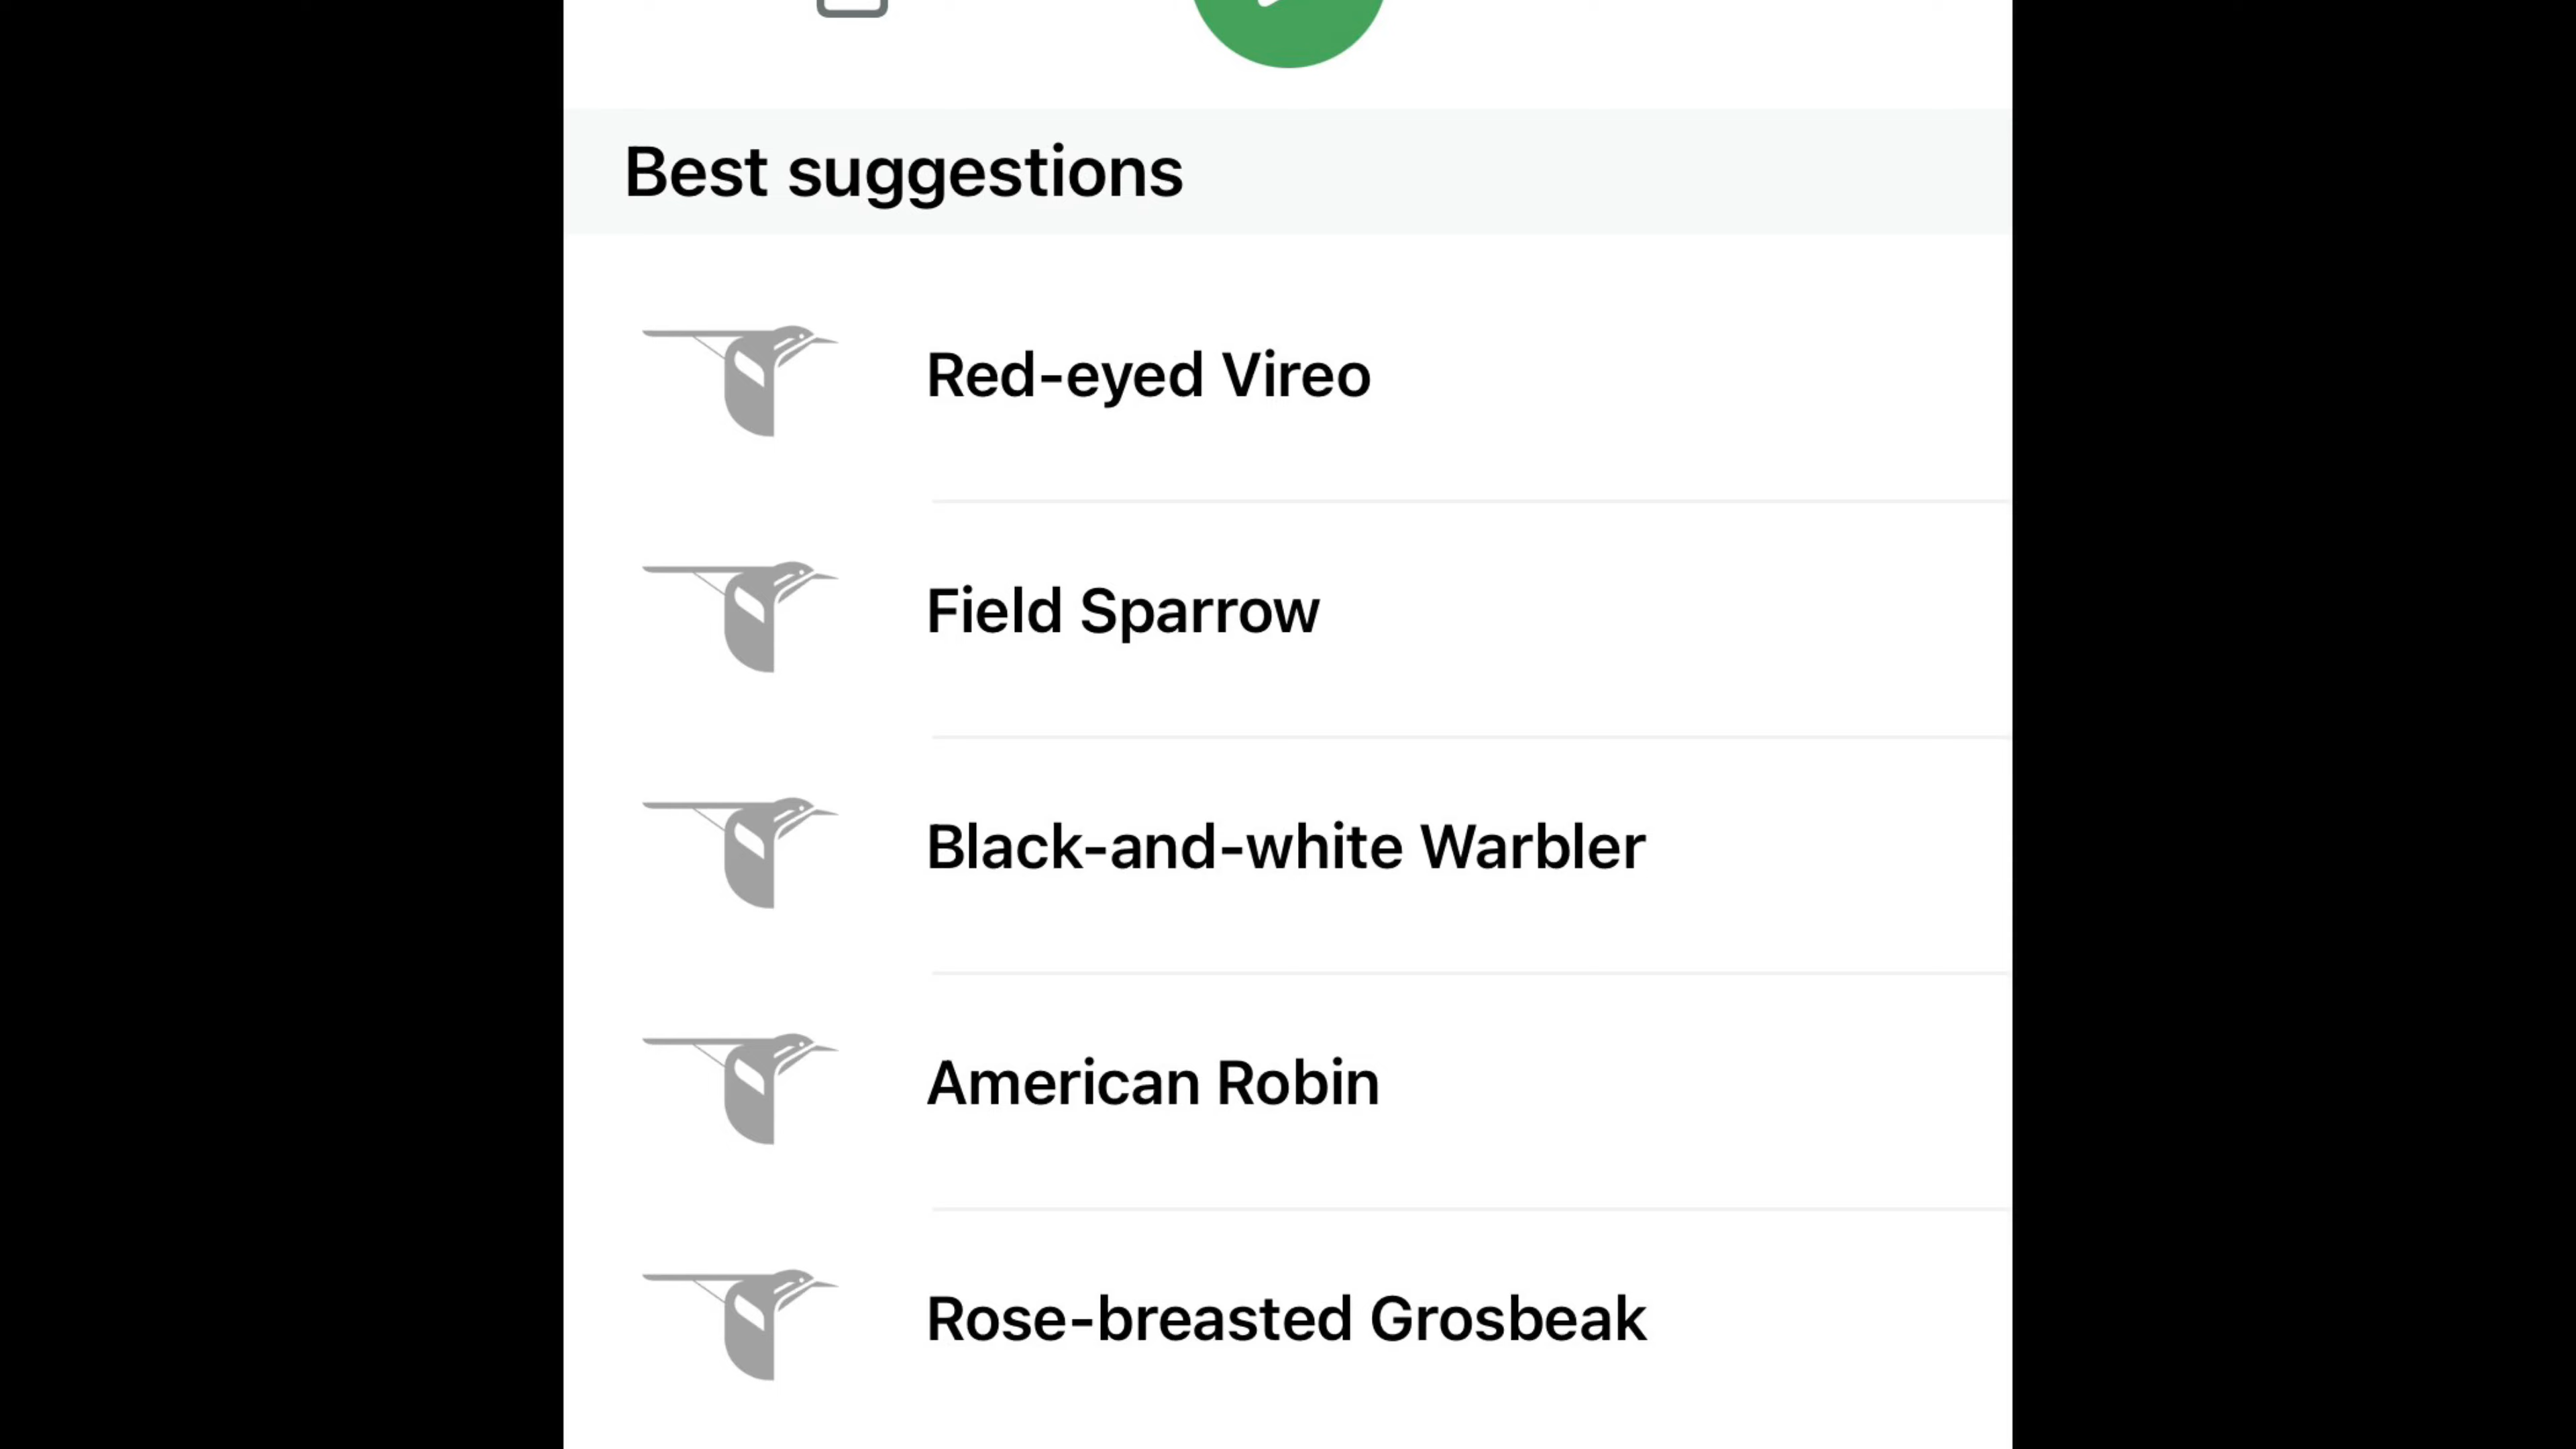 Best suggestions
Red-eyed Vireo
Field Sparrow
Black-and-white Warbler
American Robin
Rose-breasted Grosbeak